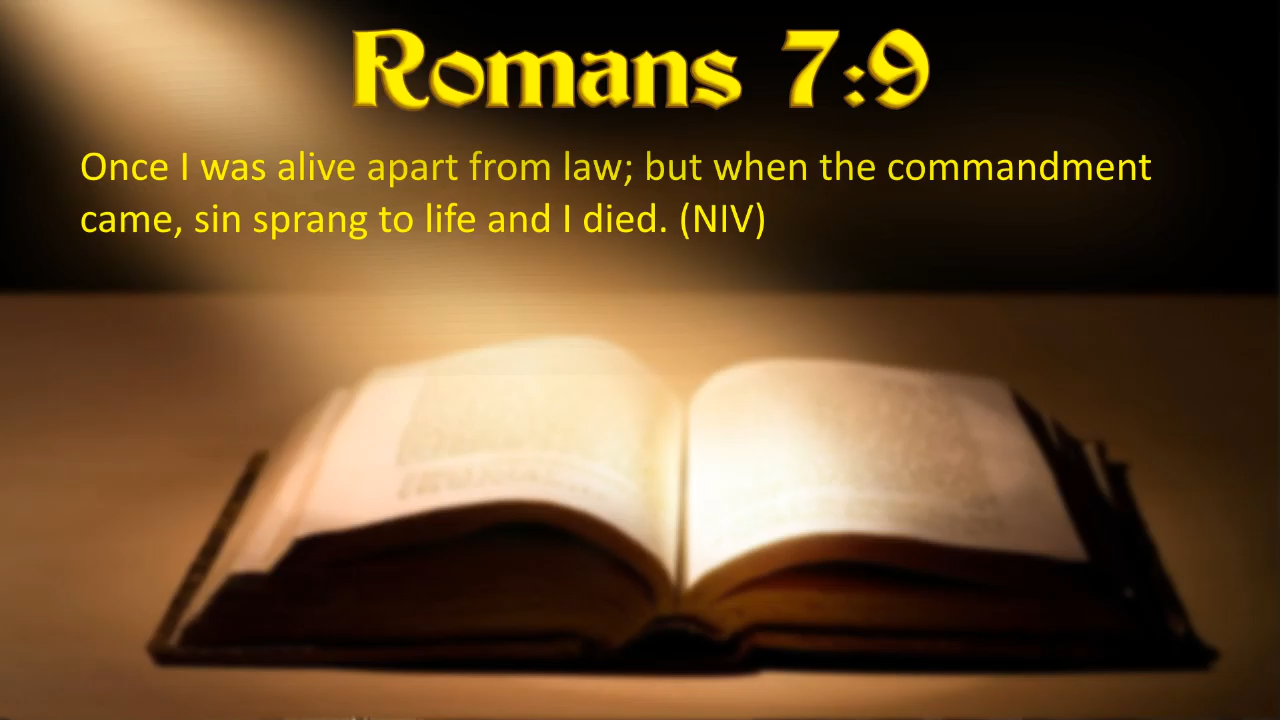 Romans 7:9
Once I was alive apart from law; but when the commandment
came, sin sprang to life and I died. (NIV)